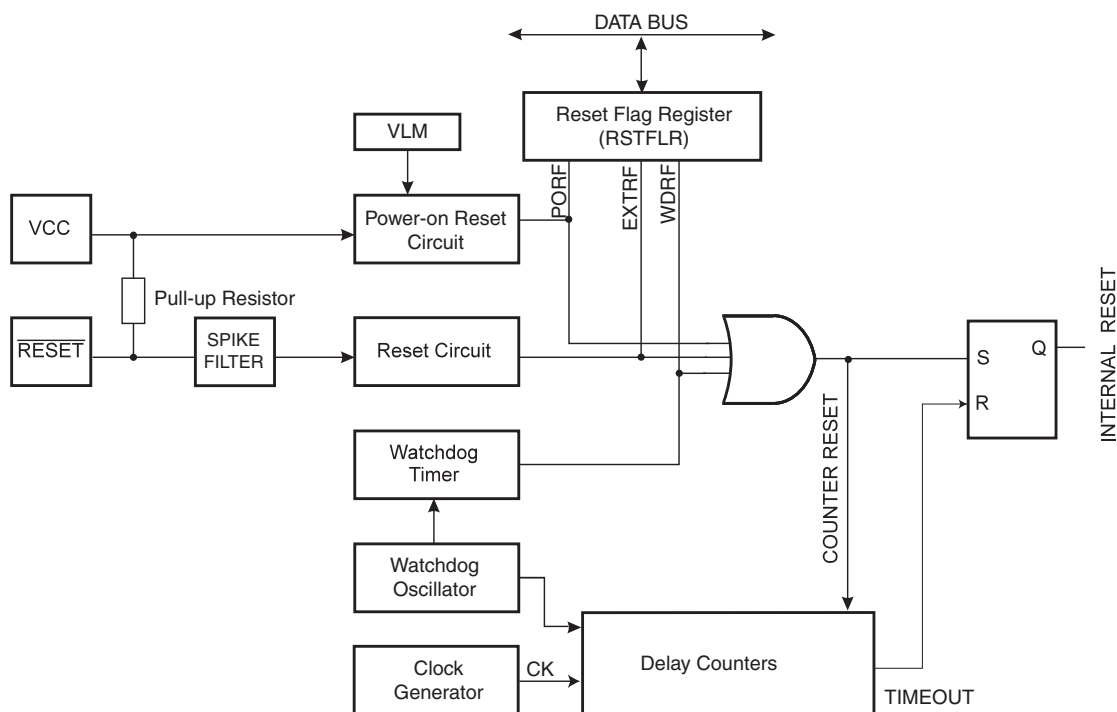 DATA BUS
Reset Flag Register
(RSTFLR)
VLM
PORF
EXTRF
WDRF
VCC
Power-on Reset
Circuit
Pull-up Resistor
RESET
SPIKE
FILTER
Reset Circuit
S
Q
R
INTERNAL RESET
COUNTER RESET
Watchdog
Timer
Watchdog
Oscillator
Clock
Generator
CK
Delay Counters
TIMEOUT